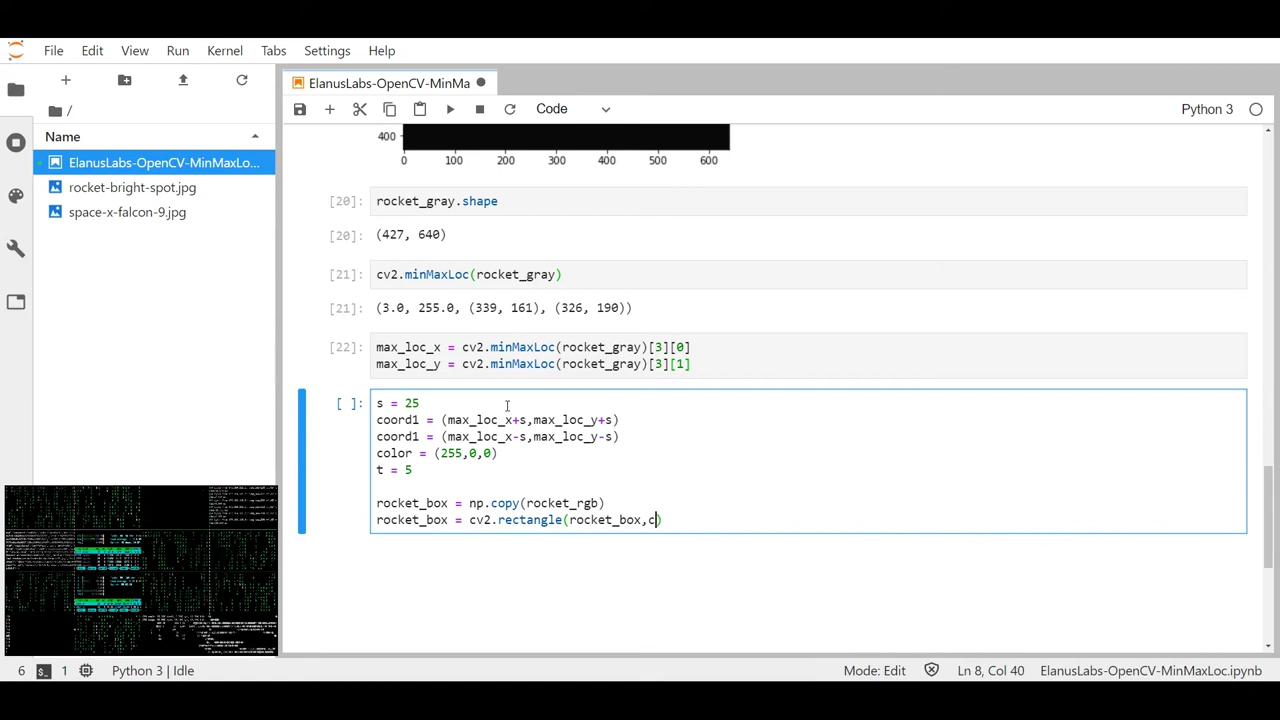 File Edit View Run Kernel Tabs Settings Help
ElanusLabs-OpenCV-MinMa
Code
Python 3
/
Name
ElanusLabs-OpenCV-MinMaxLo...
rocket-bright-spot.jpg
space-x-falcon-9.jpg
400
0 100 200 300 400 500 600
[20]: rocket_gray.shape
[20]: (427, 640)
[21]: cv2.minMaxLoc(rocket_gray)
[21]: (3.0, 255.0, (339, 161), (326, 190))
[22]: max_loc_x = cv2.minMaxLoc(rocket_gray)[3][0]
max_loc_y = cv2.minMaxLoc(rocket_gray)[3][1]
[ ]: s = 25
coord1 = (max_loc_x+s,max_loc_y+s)
coord1 = (max_loc_x-s,max_loc_y-s)
color = (255,0,0)
t = 5
rocket_box = np.copy(rocket_rgb)
rocket_box = cv2.rectangle(rocket_box,c)
6 1 Python 3 | Idle
Mode: Edit Ln 8, Col 40 ElanusLabs-OpenCV-MinMaxLoc.ipynb